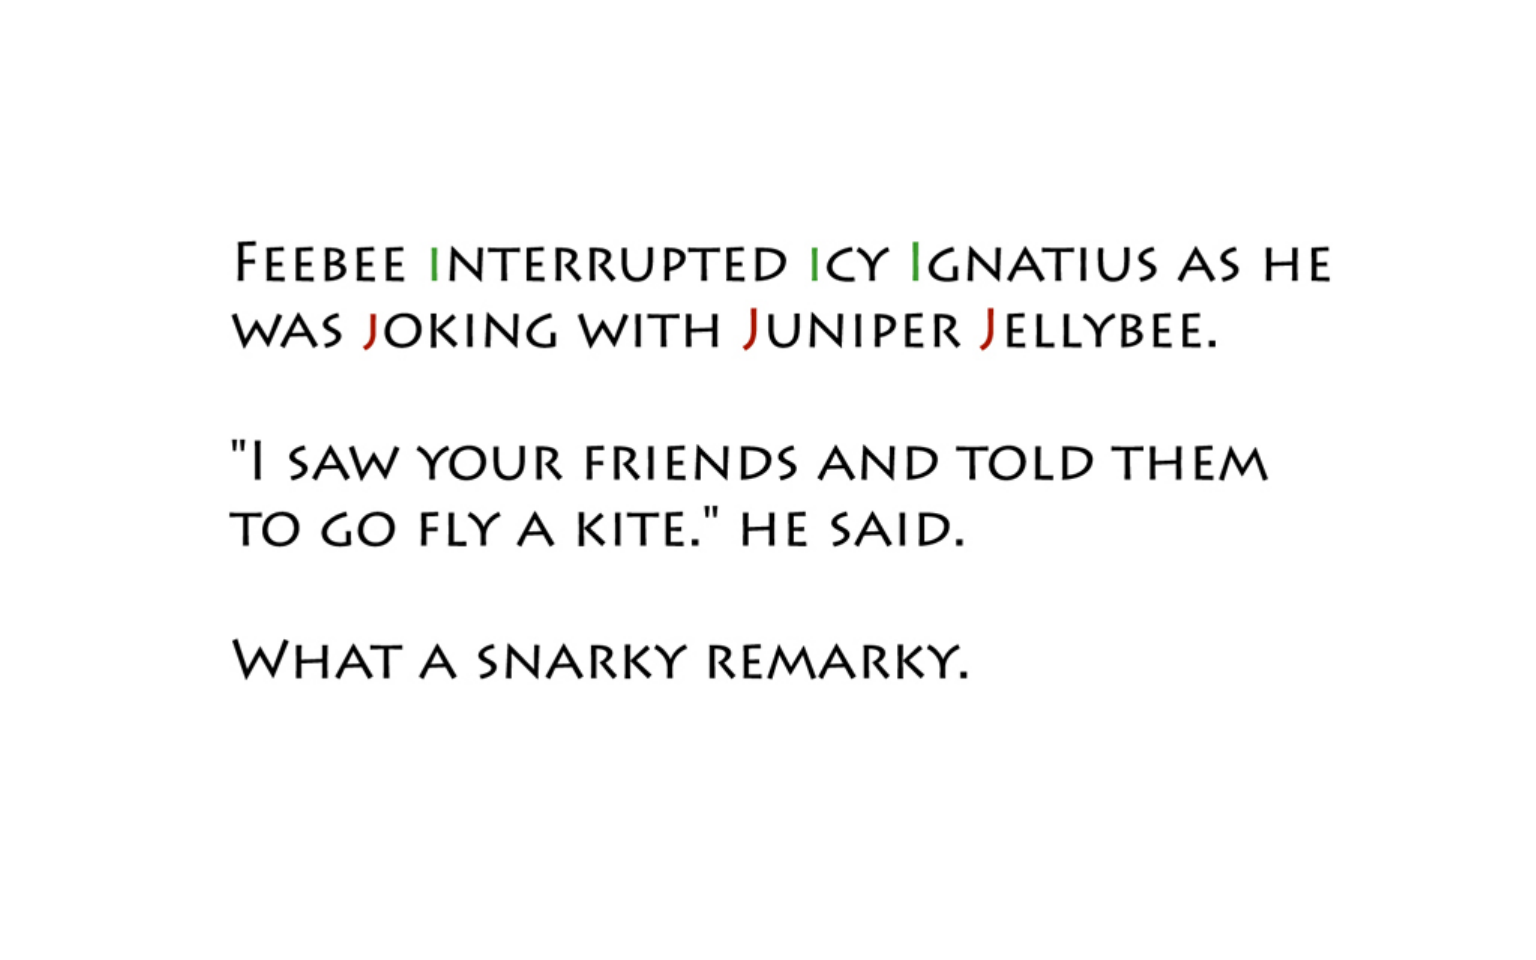 Feebee interrupted icy Ignatius as he
was joking with Juniper Jellybee.
"I saw your friends and told them
to go fly a kite." he said.
What a snarky remarky.